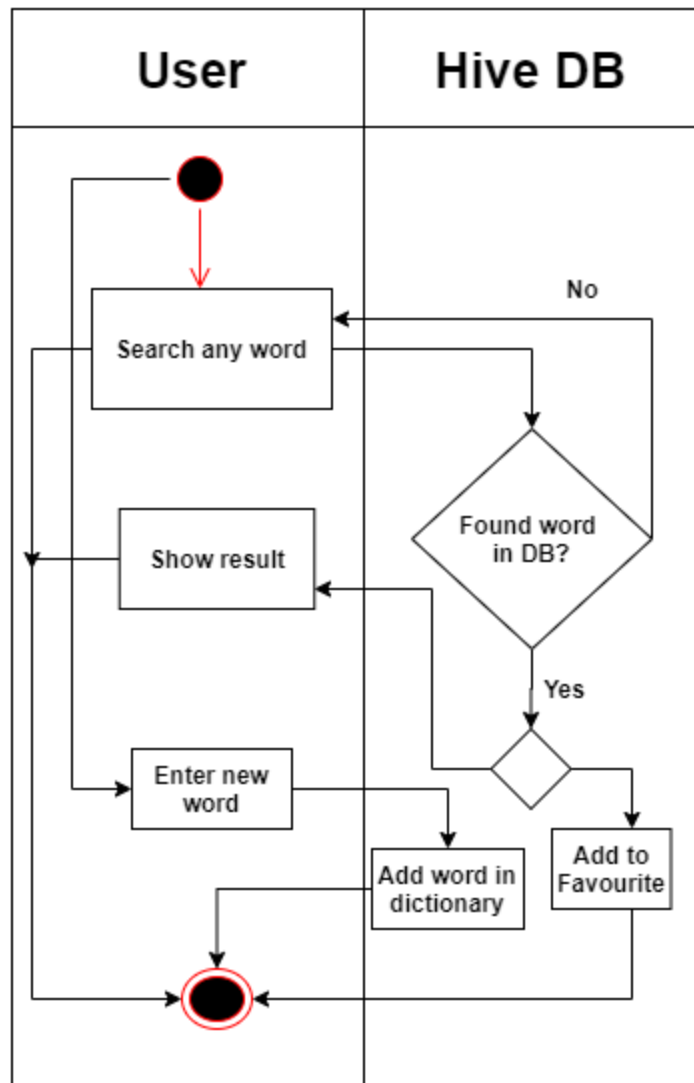 User
Hive DB
No
Search any word
Found word
in DB?
Show result
Yes
Enter new
word
Add to
Favourite
Add word in
dictionary